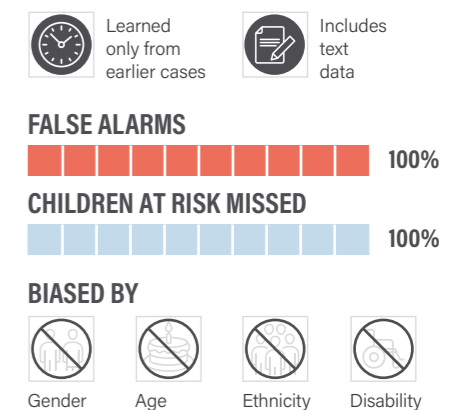 Learned
only from
earlier cases
Includes
text
data
FALSE ALARMS
100%
CHILDREN AT RISK MISSED
100%
BIASED BY
Gender
Age
Ethnicity
Disability